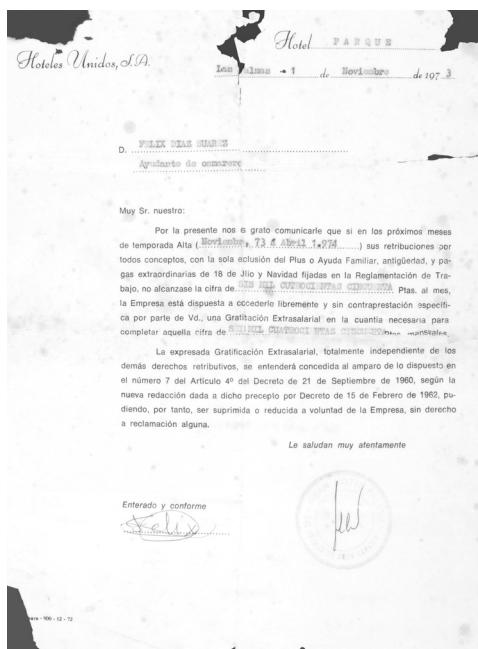 Hoteles Unidos, S.A.
Hotel PARQUE
Las Palmas - 1 de Noviembre de 1973
D. FELIX DIAZ SUAREZ
Ayudante de camarero
Muy Sr. nuestro:
Por la presente nos e grato comunicarle que si en los próximos meses
de temporada Alta (Noviembre, 73 á Abril 1.974) sus retribuciones por
todos conceptos, con la sola eclusión del Plus o Ayuda Familiar, antigüedad, y pa-
gas extraordinarias de 18 de Jlio y Navidad fijadas en la Reglamentación de Tra-
bajo, no alcanzase la cifra de SEIS MIL CUTROCIENTAS CINCUENTA Ptas. al mes,
la Empresa está dispuesta a cocederle libremente y sin contraprestación específi-
ca por parte de Vd., una Gratitación Extrasalarial en la cuantía necesaria para
completar aquella cifra de mensuales.
La expresada Gratificación Extrasalarial, totalmente independiente de los
demás derechos retributivos, se entenderá concedida al amparo de lo dispuesto en
el número 7 del Artículo 4º del Decreto de 21 de Septiembre de 1960, según la
nueva redacción dada a dicho precepto por Decreto de 15 de Febrero de 1962, pu-
diendo, por tanto, ser suprimida o reducida a voluntad de la Empresa, sin derecho
a reclamación alguna.
Le saludan muy atentamente
Enterado y conforme
Felix
- 100 - 12 - 72